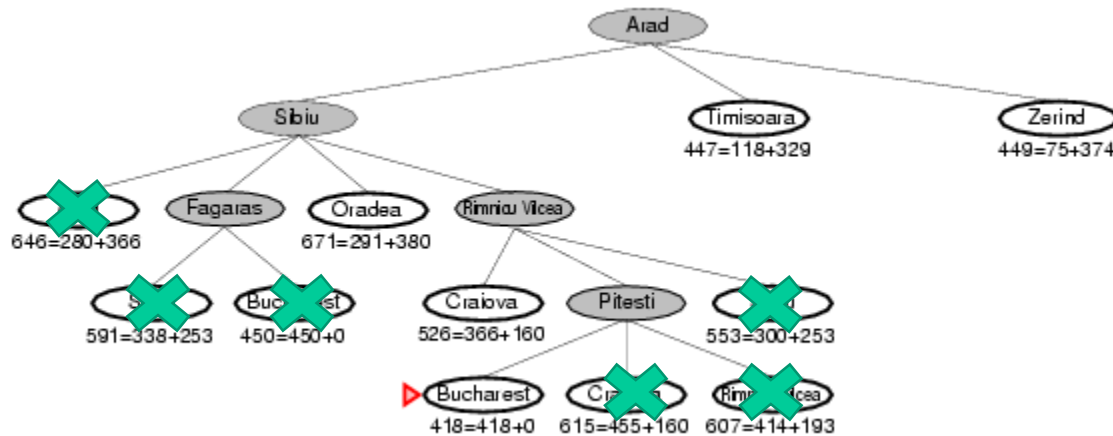 Arad
Sibiu
Timisoara
Zerind
447=118+329
449=75+374
Fagaras
Oradea
Rimnicu Vilcea
646=280+366
671=291+380
Craiova
Pitesti
591=338+253
450=450+0
526=366+160
553=300+253
Bucharest
418=418+0
615=455+160
607=414+193